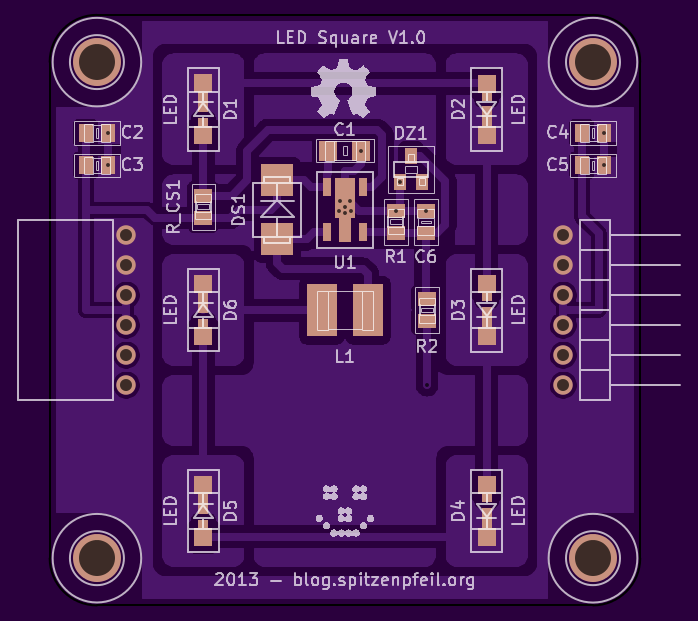 LED Square V1.0
LED D1
D2 LED
C1
DZ1
C2
C4
C3
C5
R_CS1
DS1
U1
R1 C6
LED D6
D3 LED
L1
R2
LED D5
D4 LED
2013 — blog.spitzenpfeil.org